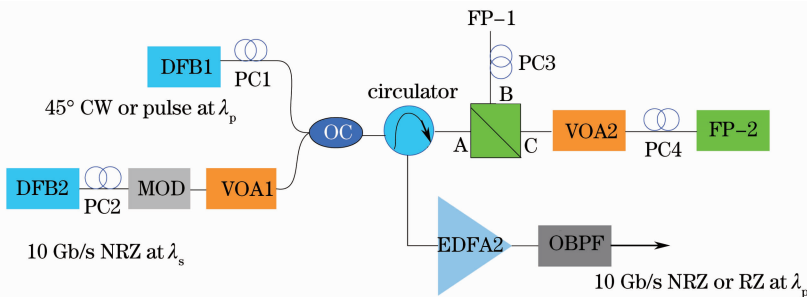 FP-1
DFB1
PC1
PC3
45° CW or pulse at λp
circulator
B
OC
A
C
VOA2
PC4
FP-2
DFB2
PC2
MOD
VOA1
10 Gb/s NRZ at λs
EDFA2
OBPF
10 Gb/s NRZ or RZ at λp